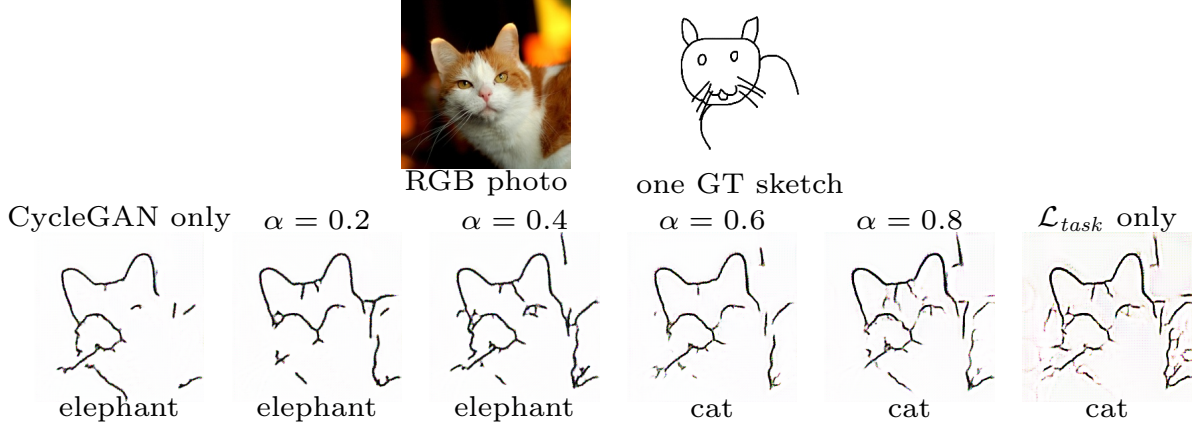 RGB photo
one GT sketch
CycleGAN only
α = 0.2
α = 0.4
α = 0.6
α = 0.8
ℒ_task only
elephant
elephant
elephant
cat
cat
cat